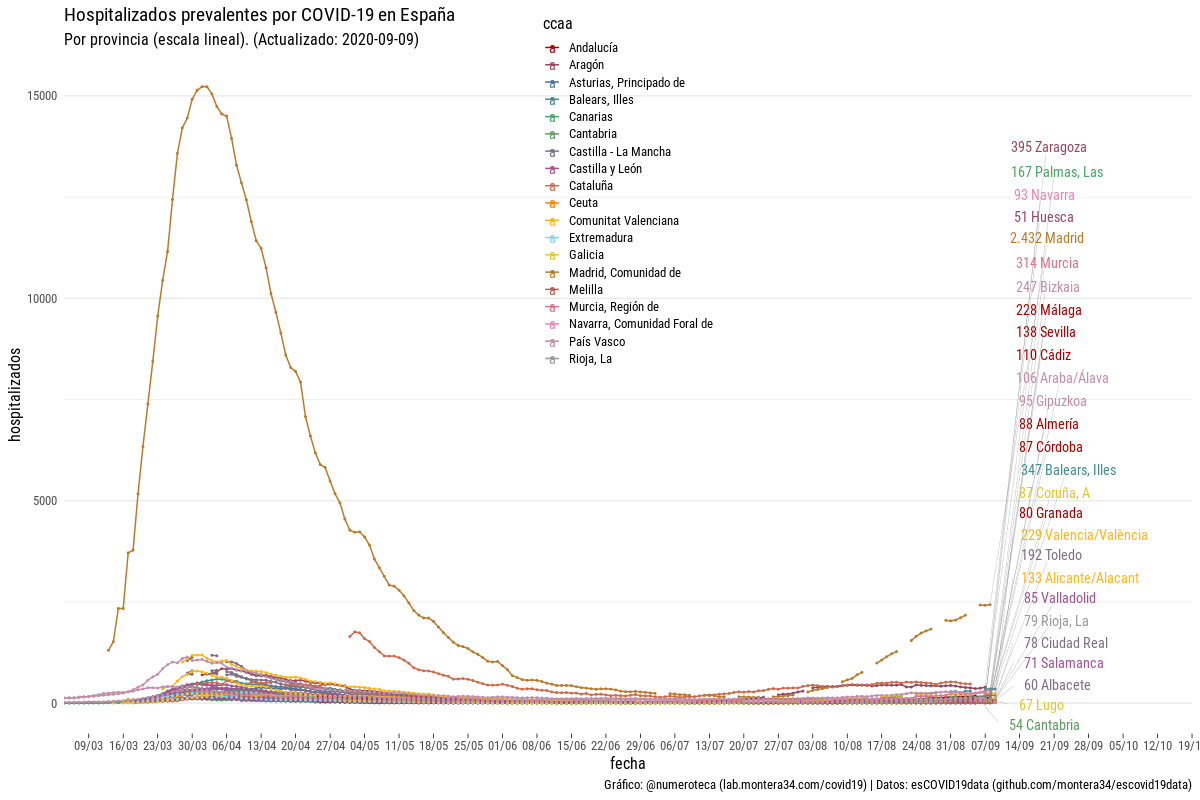 Hospitalizados prevalentes por COVID-19 en España
Por provincia (escala lineal). (Actualizado: 2020-09-09)
ccaa
Andalucía
Aragón
Asturias, Principado de
Balears, Illes
Canarias
Cantabria
Castilla - La Mancha
Castilla y León
Cataluña
Ceuta
Comunitat Valenciana
Extremadura
Galicia
Madrid, Comunidad de
Melilla
Murcia, Región de
Navarra, Comunidad Foral de
País Vasco
Rioja, La
hospitalizados
15000
10000
5000
0
395 Zaragoza
167 Palmas, Las
93 Navarra
51 Huesca
2.432 Madrid
314 Murcia
247 Bizkaia
228 Málaga
138 Sevilla
110 Cádiz
106 Araba/Álava
95 Gipuzkoa
88 Almería
87 Córdoba
347 Balears, Illes
87 Coruña, A
80 Granada
229 Valencia/València
192 Toledo
133 Alicante/Alacant
85 Valladolid
79 Rioja, La
78 Ciudad Real
71 Salamanca
60 Albacete
67 Lugo
54 Cantabria
09/03 16/03 23/03 30/03 06/04 13/04 20/04 27/04 04/05 11/05 18/05 25/05 01/06 08/06 15/06 22/06 29/06 06/07 13/07 20/07 27/07 03/08 10/08 17/08 24/08 31/08 07/09 14/09 21/09 28/09 05/10 12/10 19/1
fecha
Gráfico: @numeroteca (lab.montera34.com/covid19) | Datos: esCOVID19data (github.com/montera34/escovid19data)